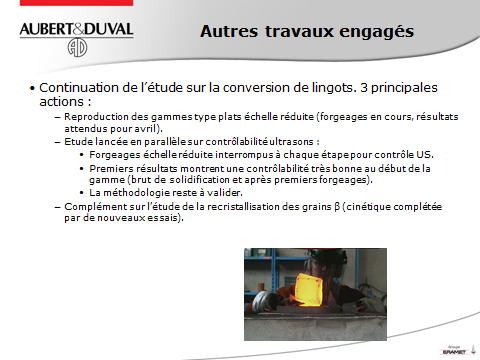 AUBERT&DUVAL
AD
Autres travaux engagés
• Continuation de l'étude sur la conversion de lingots. 3 principales
actions :
– Reproduction des gammes type plats échelle réduite (forgeages en cours, résultats
attendus pour avril).
– Etude lancée en parallèle sur contrôlabilité ultrasons :
• Forgeages échelle réduite interrompus à chaque étape pour contrôle US.
• Premiers résultats montrent une contrôlabilité très bonne au début de la
gamme (brut de solidification et après premiers forgeages).
• La méthodologie reste à valider.
– Complément sur l'étude de la recristallisation des grains β (cinétique complétée
par de nouveaux essais).
Groupe
ERAMET